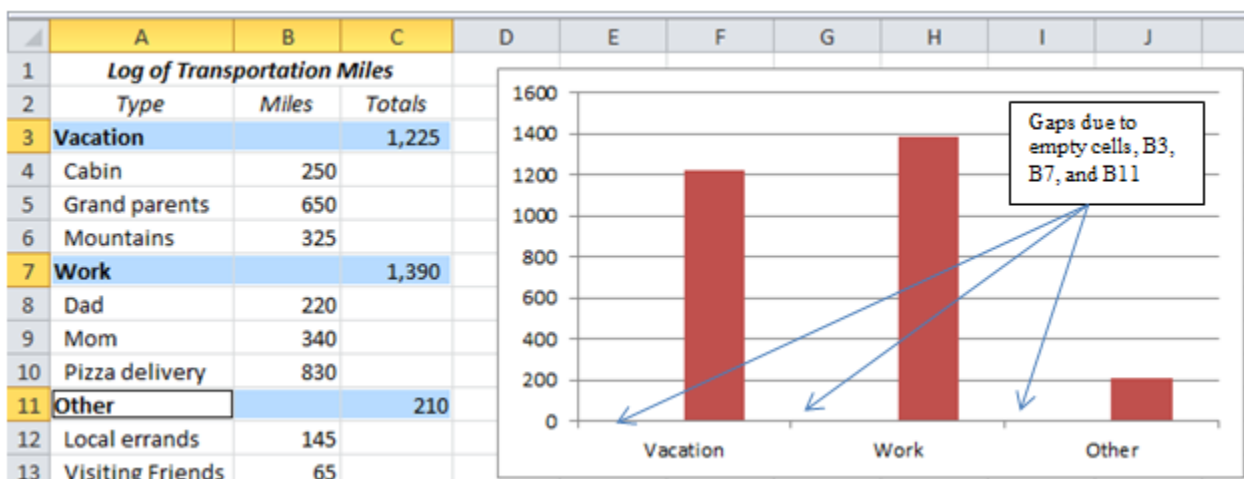 A B C D E F G H I J
1 Log of Transportation Miles
2 Type Miles Totals
3 Vacation 1,225
4 Cabin 250
5 Grand parents 650
6 Mountains 325
7 Work 1,390
8 Dad 220
9 Mom 340
10 Pizza delivery 830
11 Other 210
12 Local errands 145
13 Visiting Friends 65
1600
1400
1200
1000
800
600
400
200
0
Vacation Work Other
Gaps due to
empty cells, B3,
B7, and B11